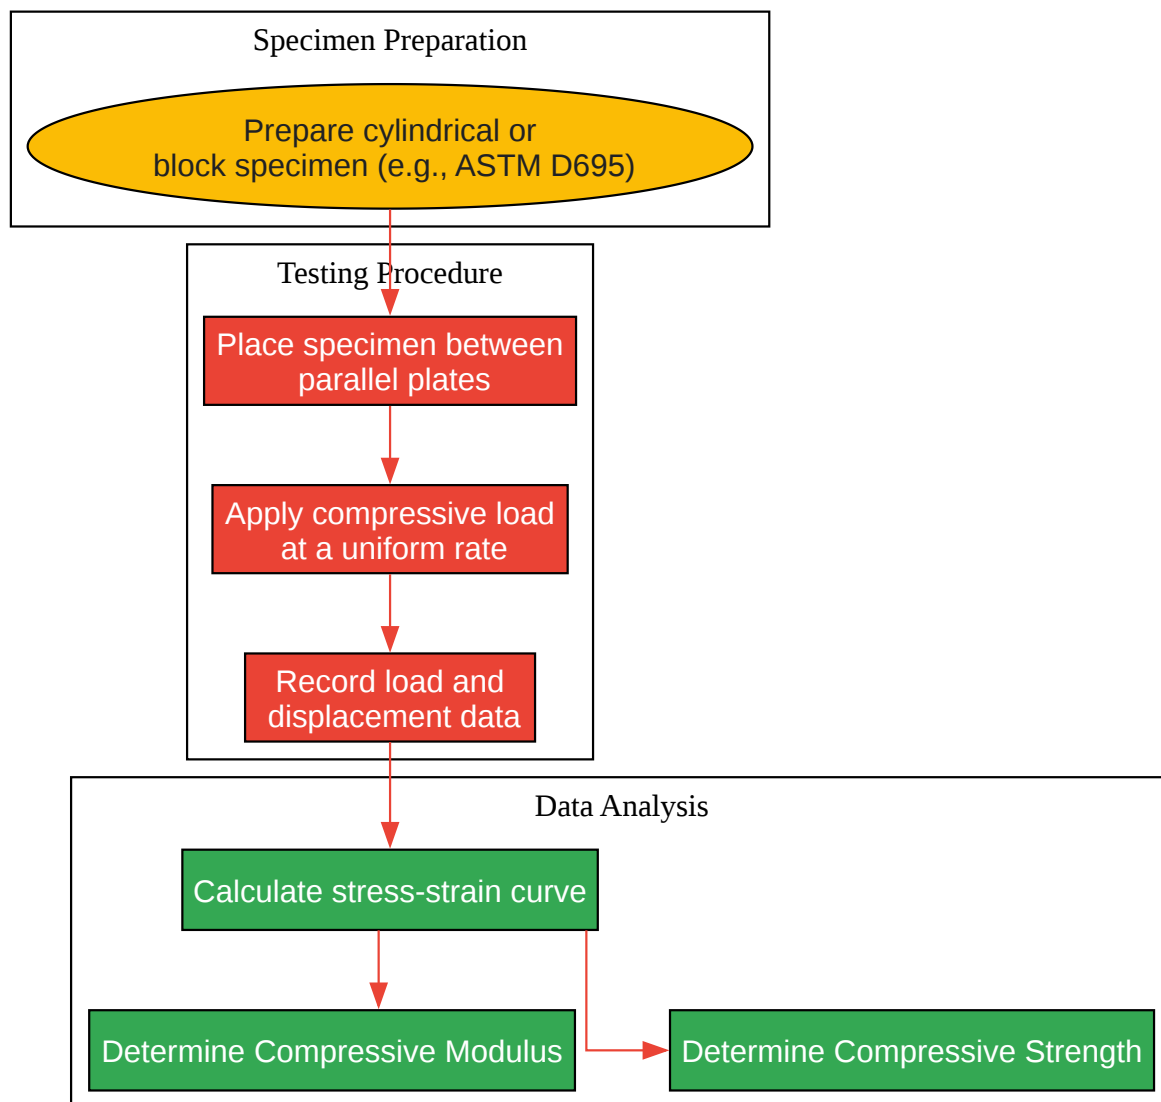 Specimen Preparation
Prepare cylindrical or
block specimen (e.g., ASTM D695)
Testing Procedure
Place specimen between
parallel plates
Apply compressive load
at a uniform rate
Record load and
displacement data
Data Analysis
Calculate stress-strain curve
Determine Compressive Modulus
Determine Compressive Strength